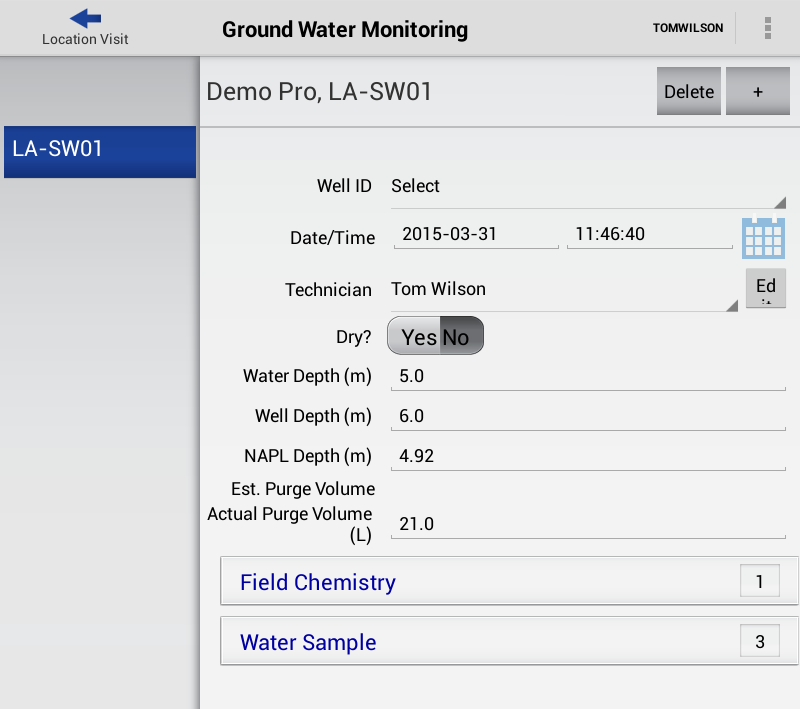 Location Visit
Ground Water Monitoring
TOMWILSON
Demo Pro, LA-SW01
Delete
+
LA-SW01
Well ID Select
Date/Time 2015-03-31 11:46:40
Technician Tom Wilson
Ed
it
Dry? Yes No
Water Depth (m) 5.0
Well Depth (m) 6.0
NAPL Depth (m) 4.92
Est. Purge Volume
Actual Purge Volume
(L) 21.0
Field Chemistry 1
Water Sample 3